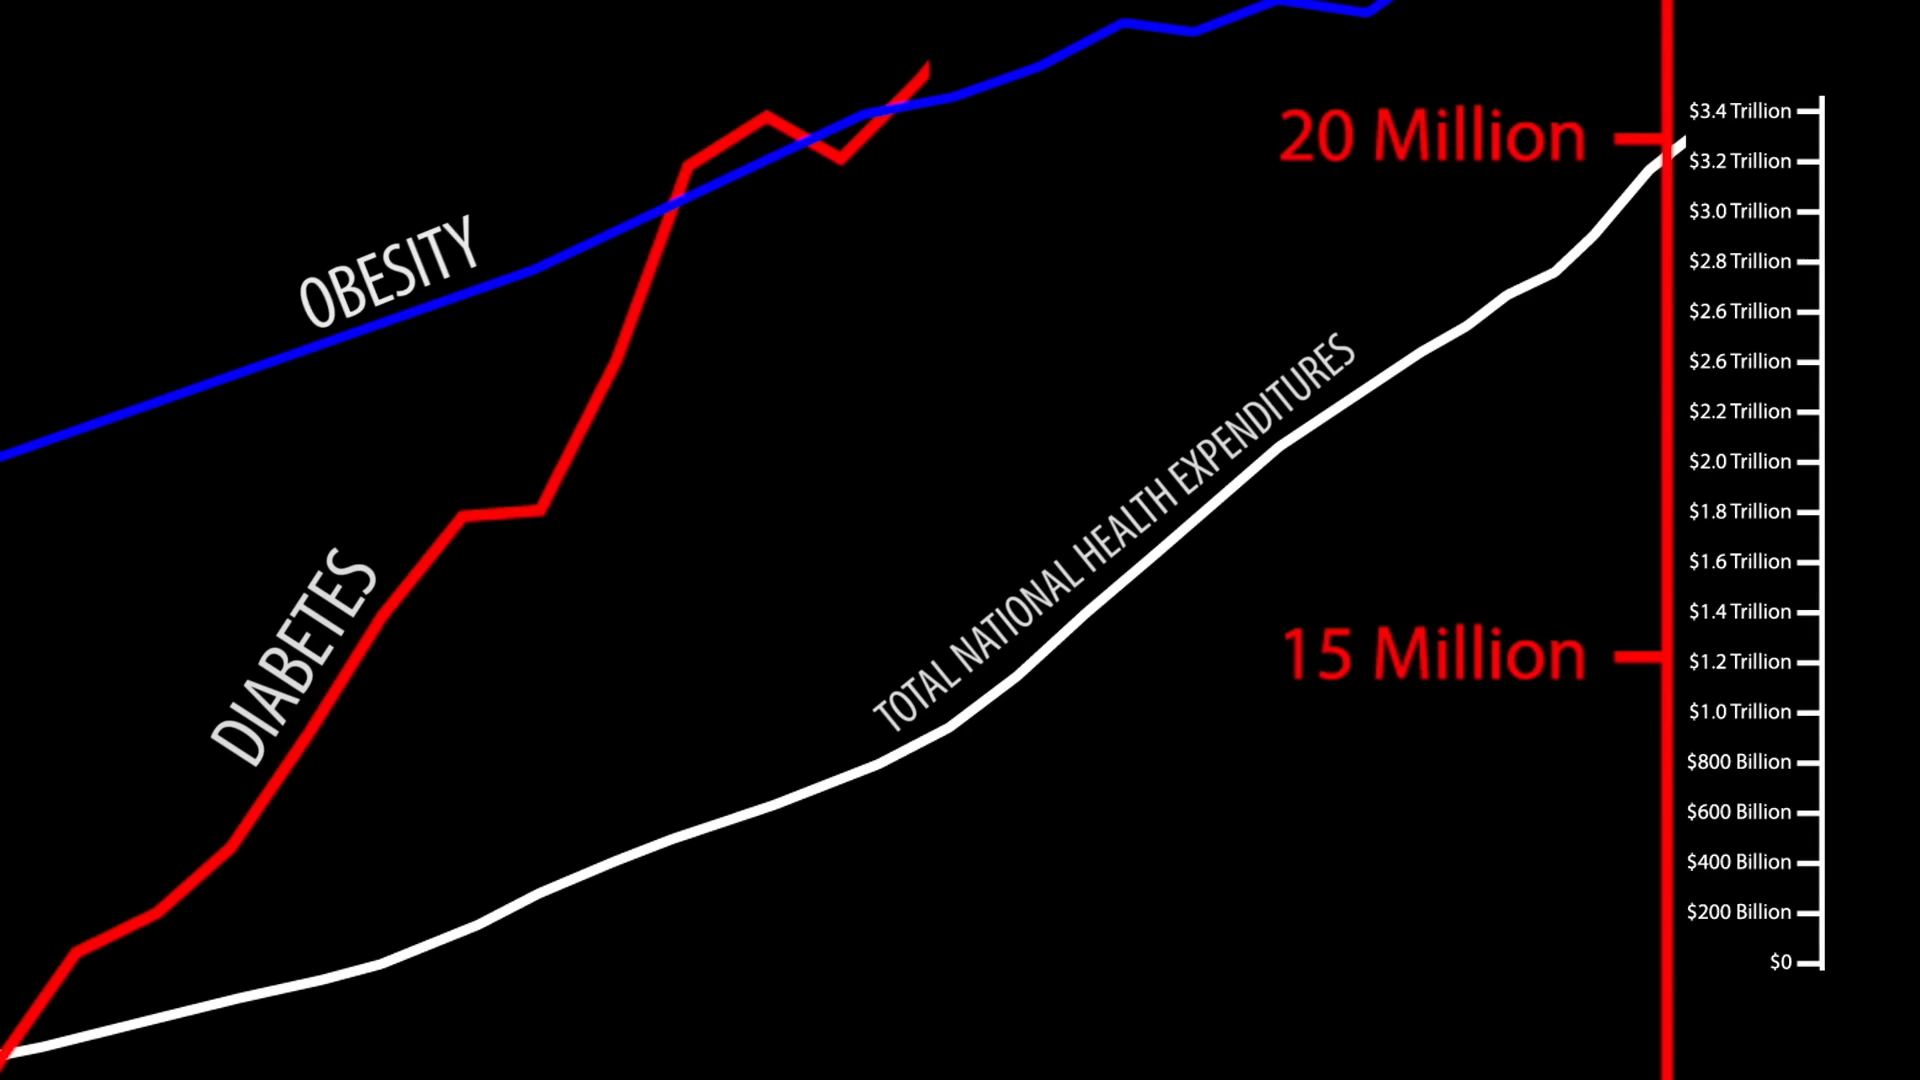 OBESITY
DIABETES
TOTAL NATIONAL HEALTH EXPENDITURES
20 Million
15 Million
$3.4 Trillion
$3.2 Trillion
$3.0 Trillion
$2.8 Trillion
$2.6 Trillion
$2.6 Trillion
$2.2 Trillion
$2.0 Trillion
$1.8 Trillion
$1.6 Trillion
$1.4 Trillion
$1.2 Trillion
$1.0 Trillion
$800 Billion
$600 Billion
$400 Billion
$200 Billion
$0